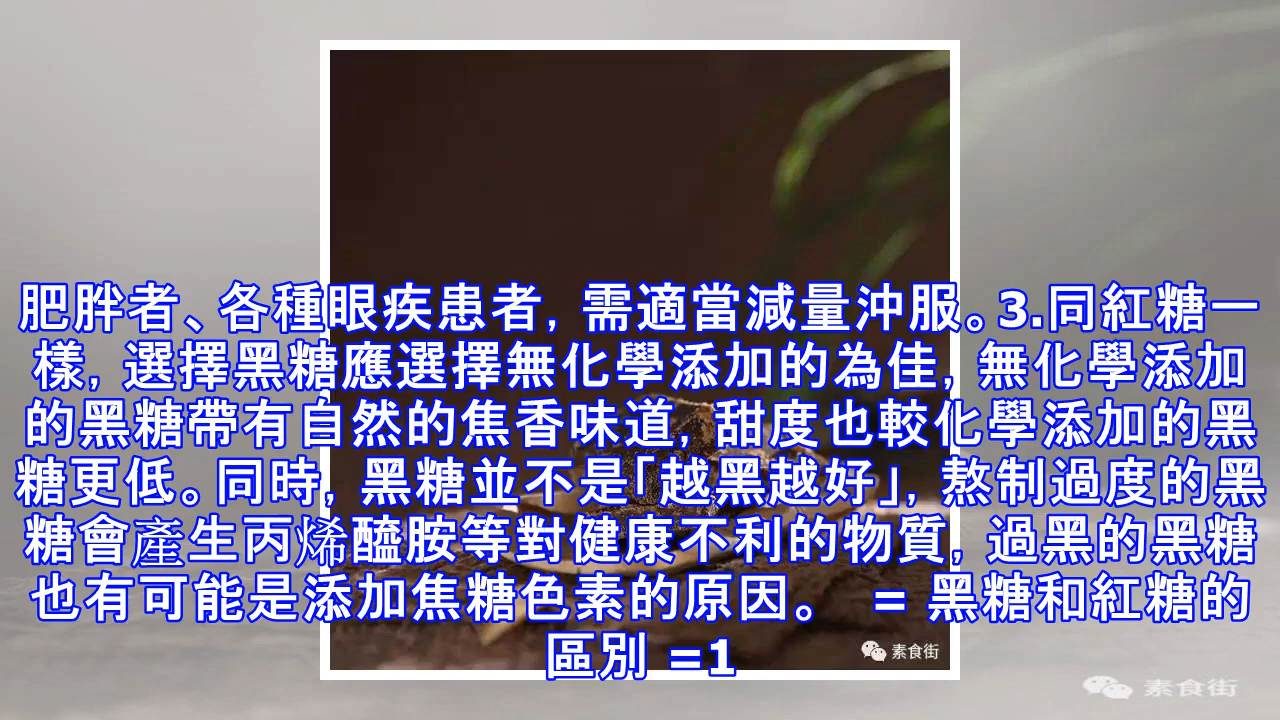 肥胖者、各種眼疾患者, 需適當減量沖服。3.同紅糖一
樣, 選擇黑糖應選擇無化學添加的為佳, 無化學添加
的黑糖帶有自然的焦香味道, 甜度也較化學添加的黑
糖更低。同時, 黑糖並不是「越黑越好」, 熬制過度的黑
糖會產生丙烯醯胺等對健康不利的物質, 過黑的黑糖
也有可能是添加焦糖色素的原因。 = 黑糖和紅糖的
區別 =1
素食街
素食街